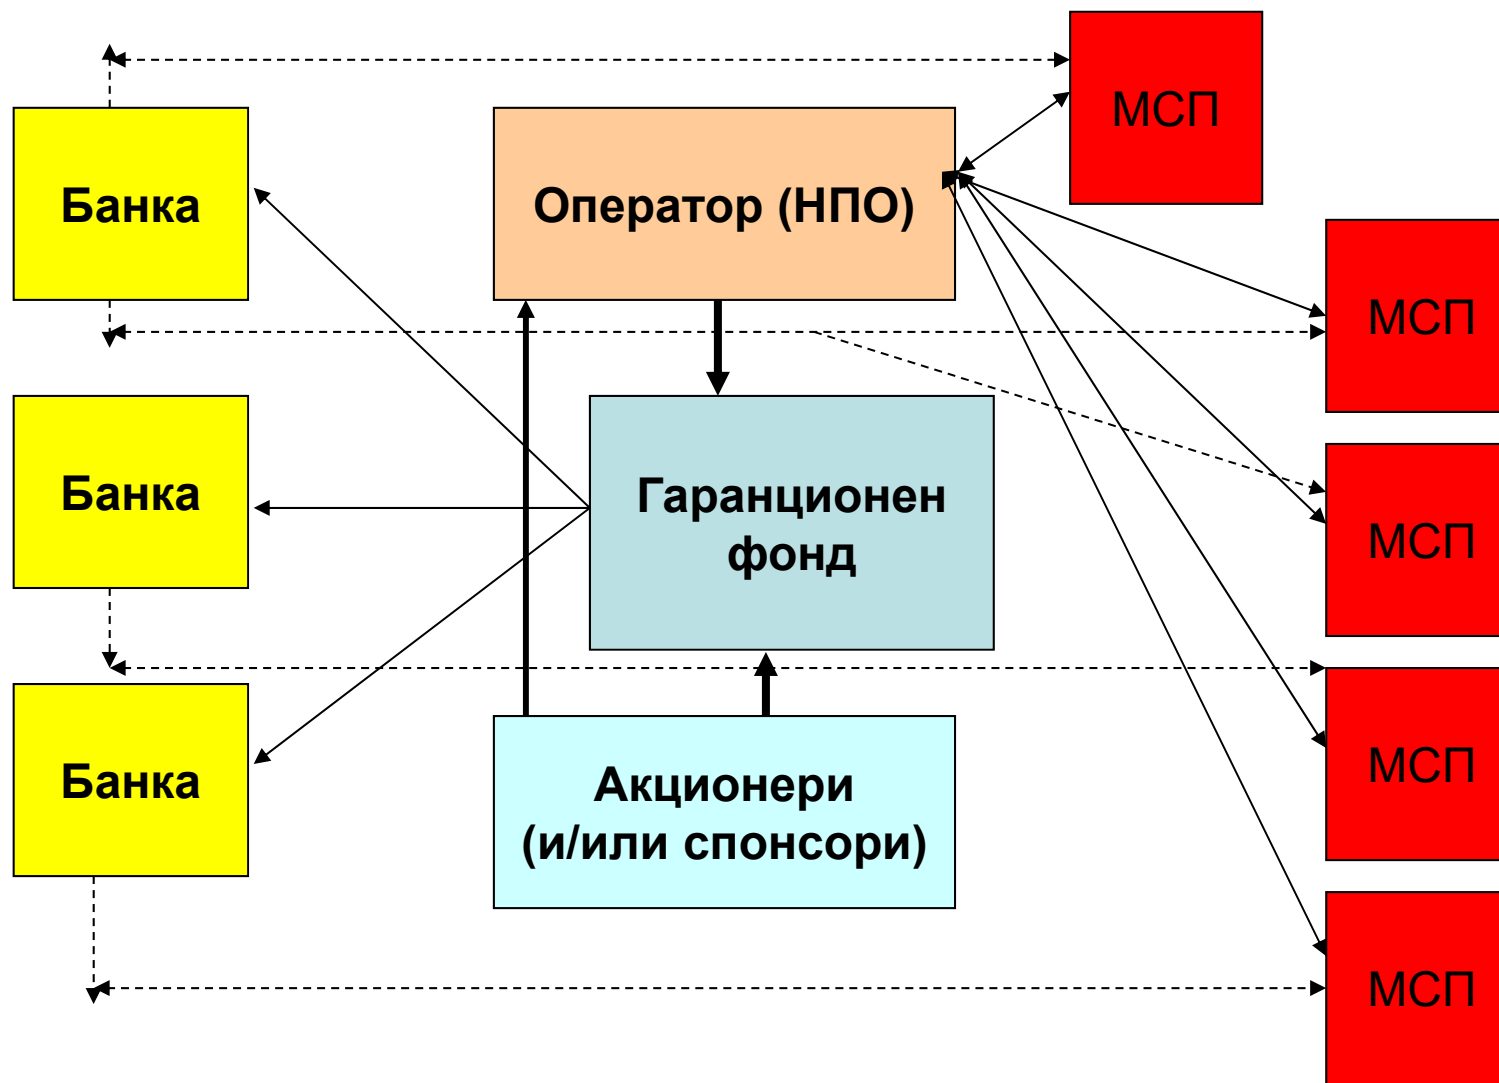 МСП
Банка
Оператор (НПО)
МСП
Банка
Гаранционен
фонд
МСП
Банка
Акционери
(и/или спонсори)
МСП
МСП